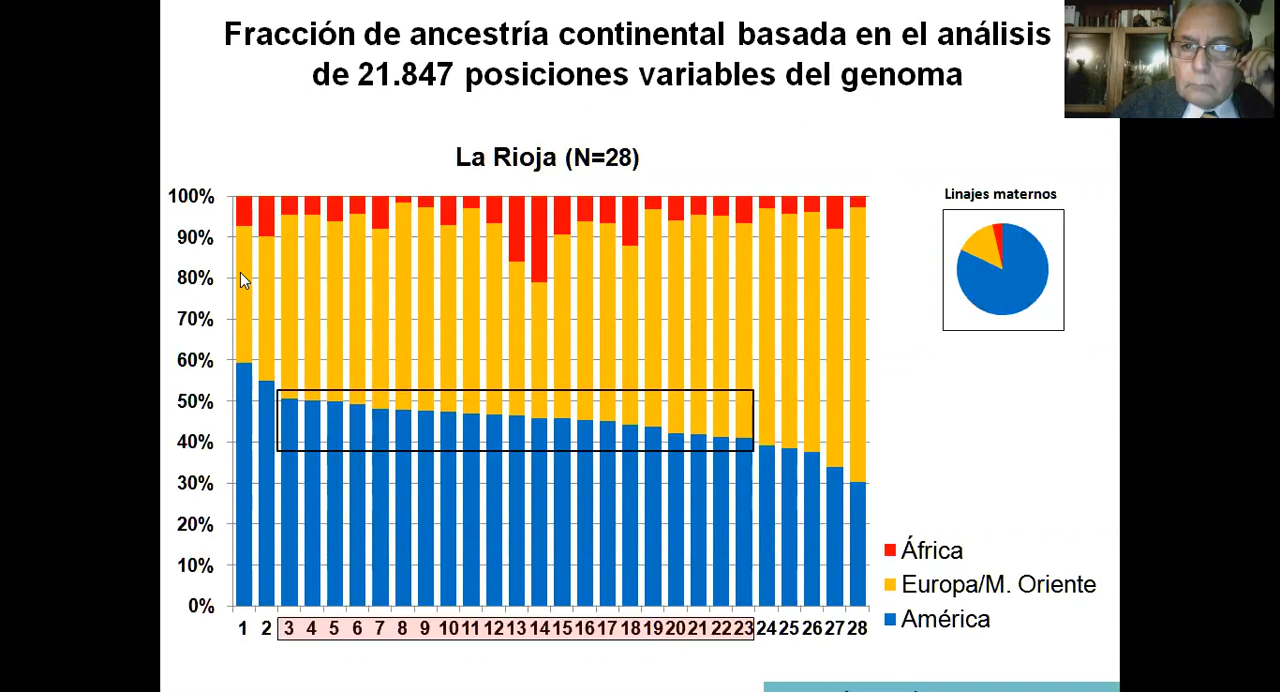 Fracción de ancestría continental basada en el análisis
de 21.847 posiciones variables del genoma
La Rioja (N=28)
Linajes maternos
100%
90%
80%
70%
60%
50%
40%
30%
20%
10%
0%
África
Europa/M. Oriente
América
1 2 3 4 5 6 7 8 9 10 11 12 13 14 15 16 17 18 19 20 21 22 23 24 25 26 27 28